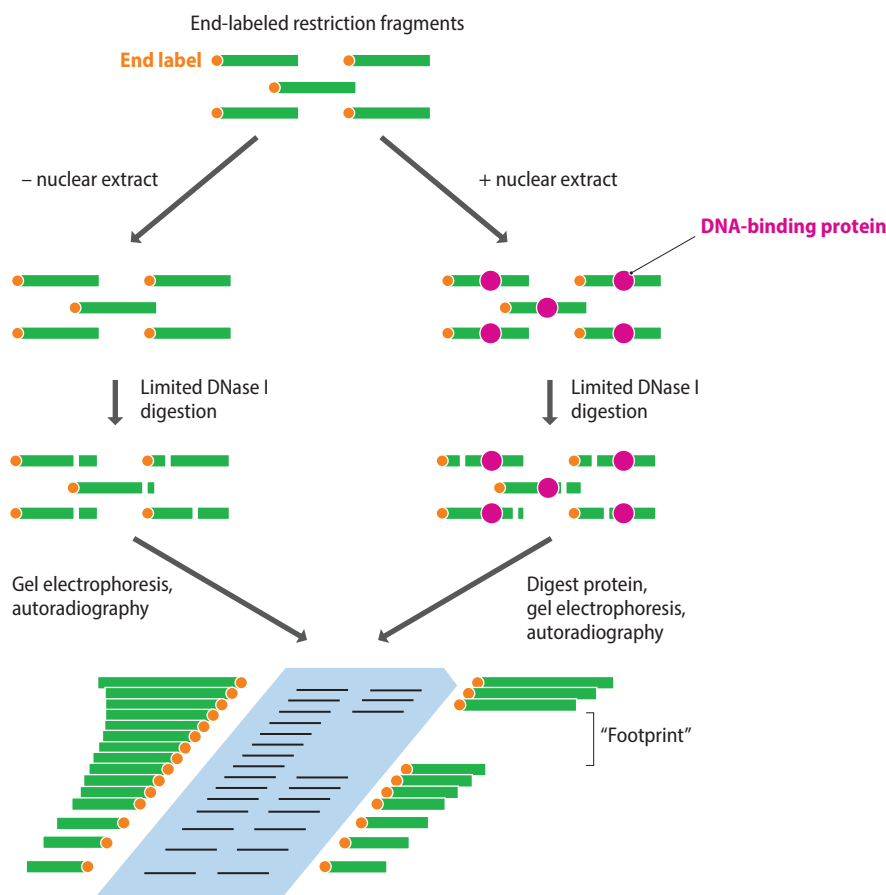 End-labeled restriction fragments
End label
– nuclear extract
+ nuclear extract
DNA-binding protein
Limited DNase I
digestion
Limited DNase I
digestion
Gel electrophoresis,
autoradiography
Digest protein,
gel electrophoresis,
autoradiography
“Footprint”